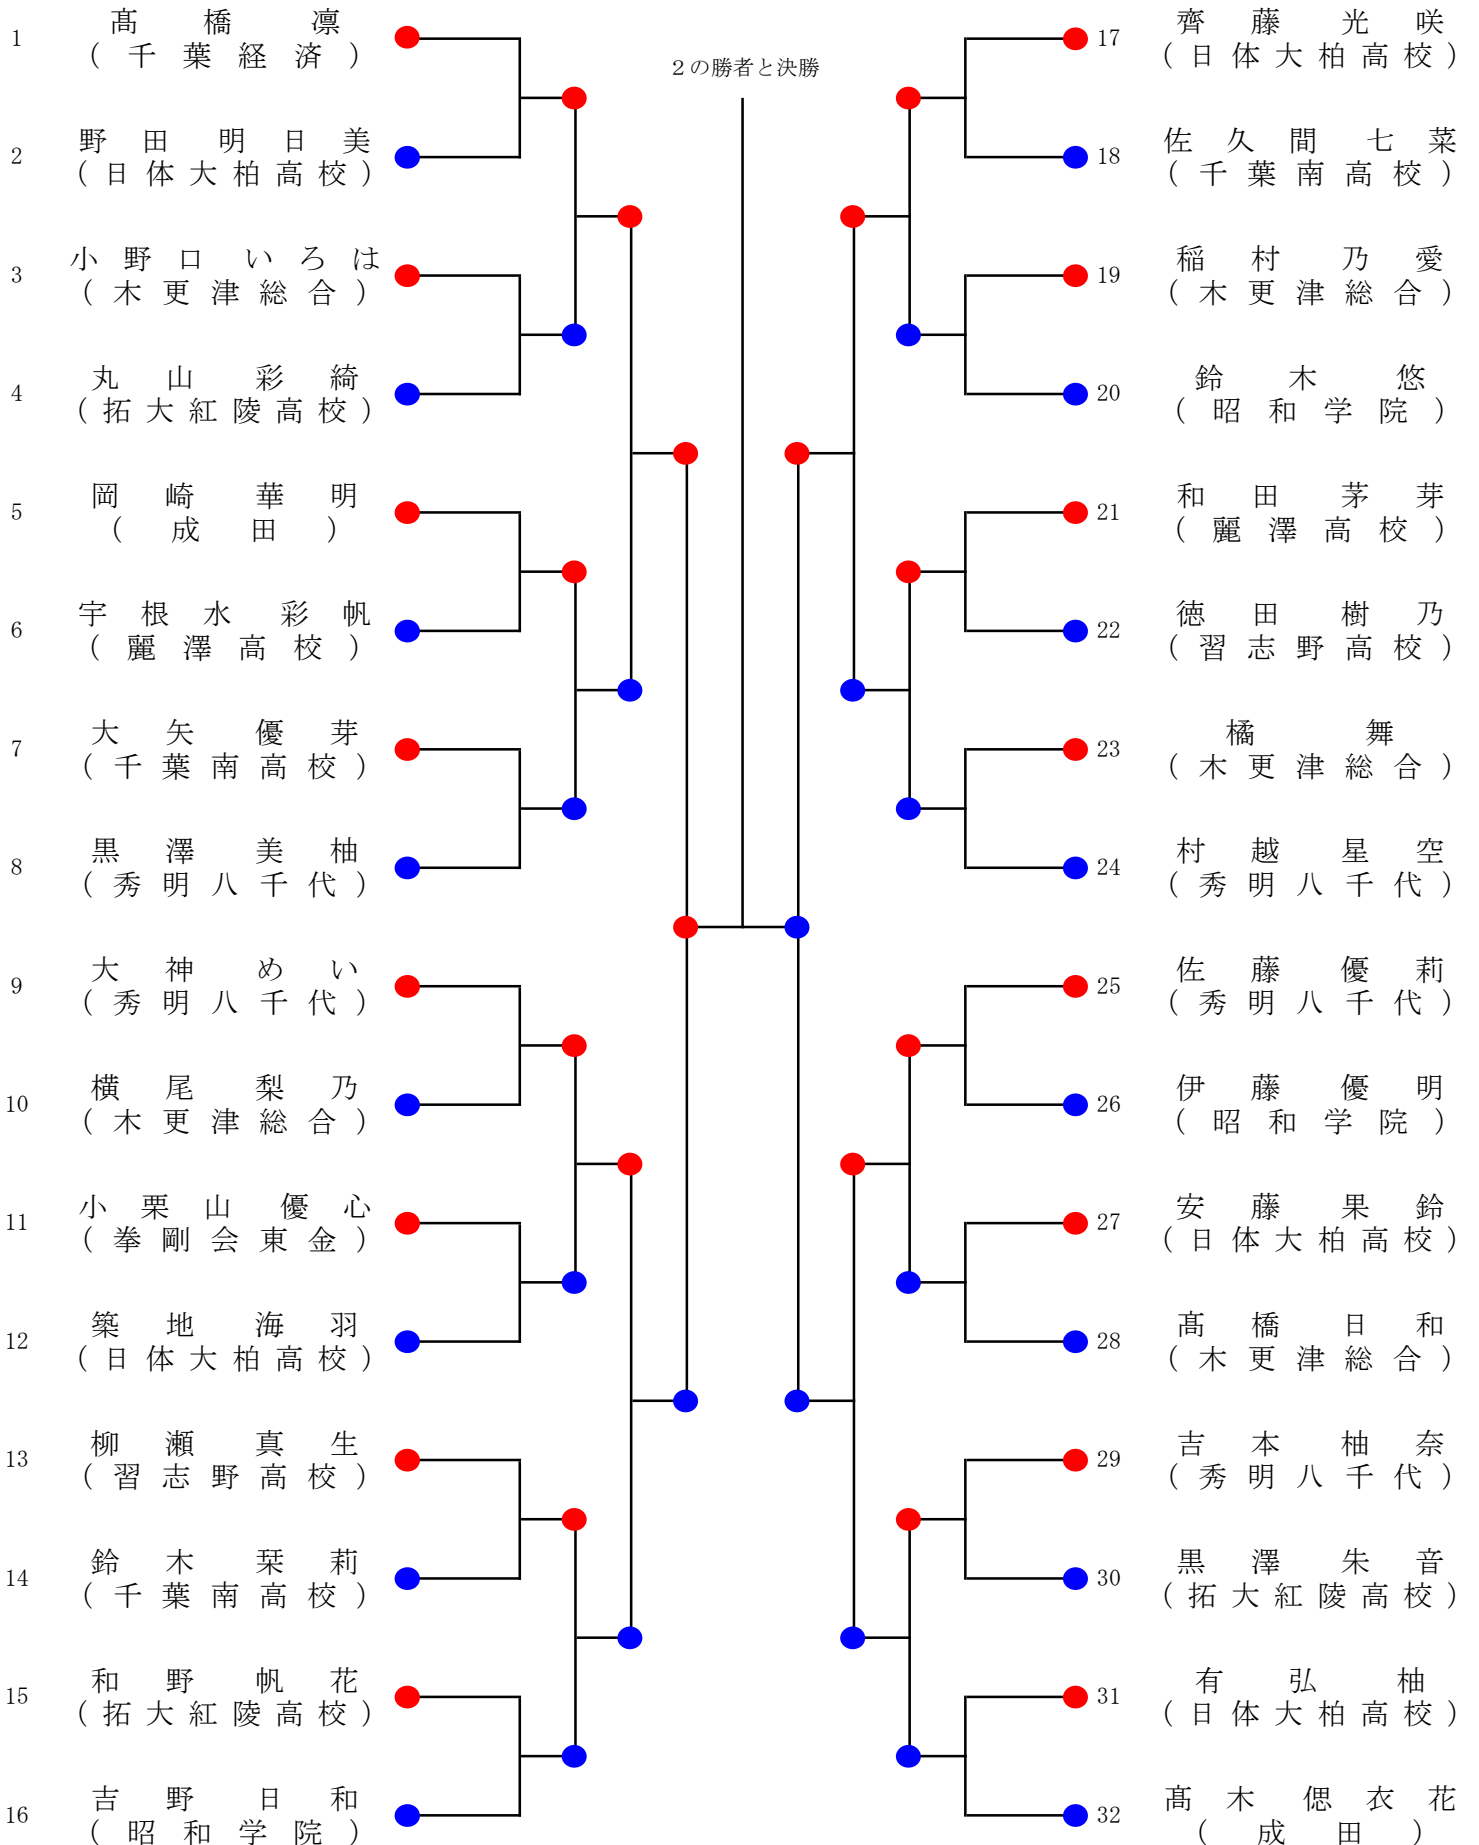 2の勝者と決勝
1 髙橋凛
(千葉経済)
2 野田明日美
(日体大柏高校)
3 小野口いろは
(木更津総合)
4 丸山彩綺
(拓大紅陵高校)
5 岡崎華明
(成田)
6 宇根水彩帆
(麗澤高校)
7 大矢優芽
(千葉南高校)
8 黒澤美柚
(秀明八千代)
9 大神めい
(秀明八千代)
10 横尾梨乃
(木更津総合)
11 小栗山優心
(拳剛会東金)
12 築地海羽
(日体大柏高校)
13 柳瀬真生
(習志野高校)
14 鈴木栞莉
(千葉南高校)
15 和野帆花
(拓大紅陵高校)
16 吉野日和
(昭和学院)
17 齊藤光咲
(日体大柏高校)
18 佐久間七菜
(千葉南高校)
19 稲村乃愛
(木更津総合)
20 鈴木悠
(昭和学院)
21 和田茅芽
(麗澤高校)
22 徳田樹乃
(習志野高校)
23 橘舞
(木更津総合)
24 村越星空
(秀明八千代)
25 佐藤優莉
(秀明八千代)
26 伊藤優明
(昭和学院)
27 安藤果鈴
(日体大柏高校)
28 髙橋日和
(木更津総合)
29 吉本柚奈
(秀明八千代)
30 黒澤朱音
(拓大紅陵高校)
31 有弘柚
(日体大柏高校)
32 髙木偲衣花
(成田)